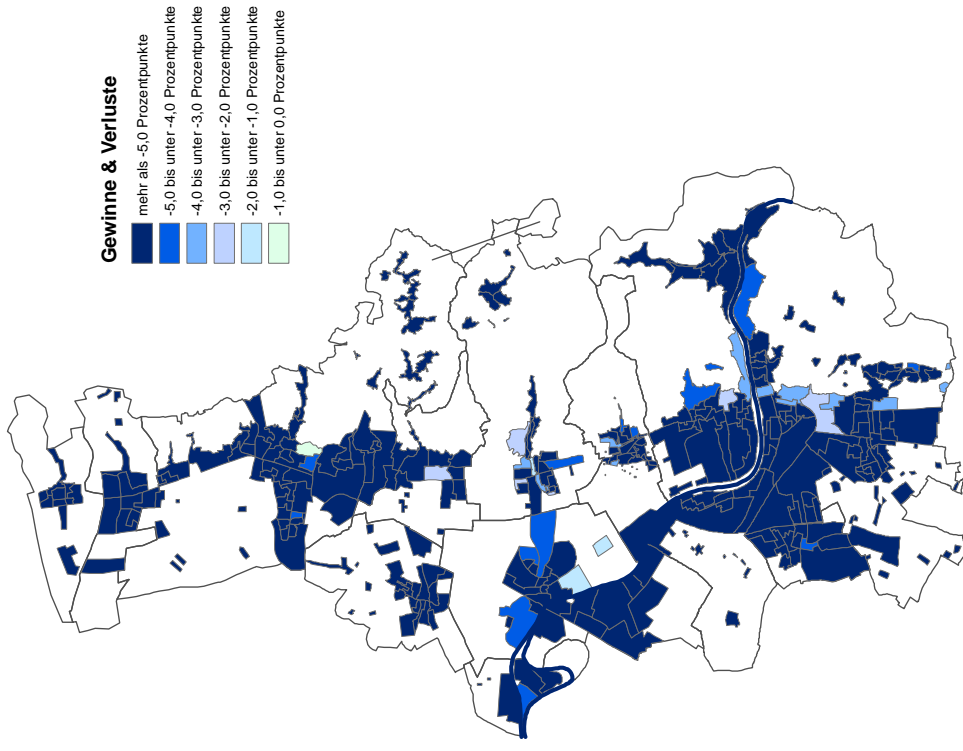 Gewinne & Verluste
mehr als -5,0 Prozentpunkte
-5,0 bis unter -4,0 Prozentpunkte
-4,0 bis unter -3,0 Prozentpunkte
-3,0 bis unter -2,0 Prozentpunkte
-2,0 bis unter -1,0 Prozentpunkte
-1,0 bis unter 0,0 Prozentpunkte